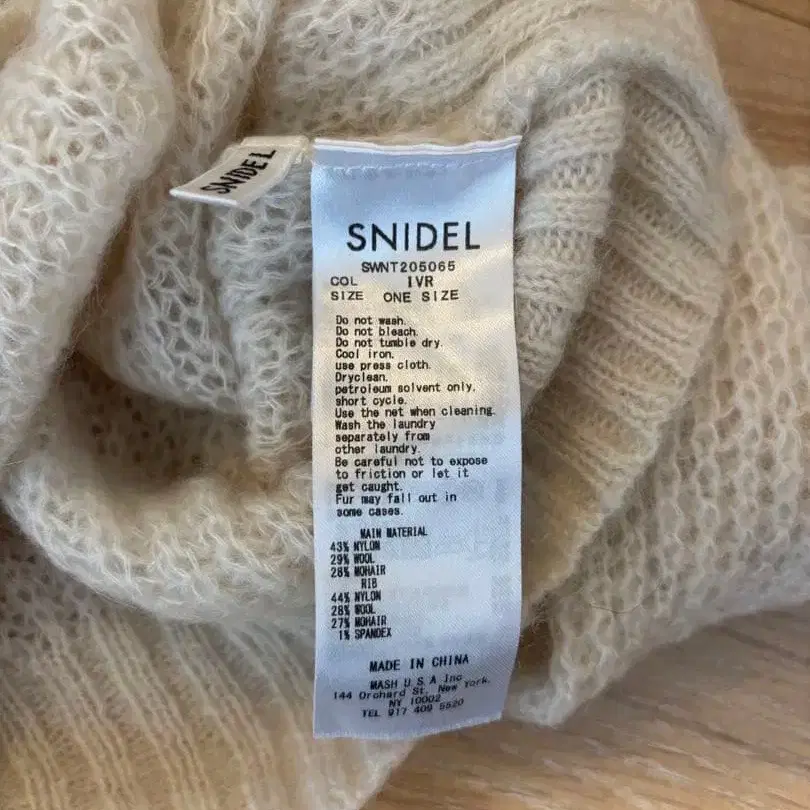 SNIDEL
SNIDEL
SWNT205065
COL IVR
SIZE ONE SIZE
Do not wash.
Do not bleach.
Do not tumble dry.
Cool iron.
use press cloth.
Dryclean.
petroleum solvent only.
short cycle.
Use the net when cleaning.
Wash the laundry
separately from
other laundry.
Be careful not to expose
to friction or let it
get caught.
Fur may fall out in
some cases.
MAIN MATERIAL
43% NYLON
29% WOOL
28% MOHAIR
RIB
44% NYLON
28% WOOL
27% MOHAIR
1% SPANDEX
MADE IN CHINA
MASH U.S.A Inc
144 Orchard St, New York,
NY 10002
TEL 917 409 5520